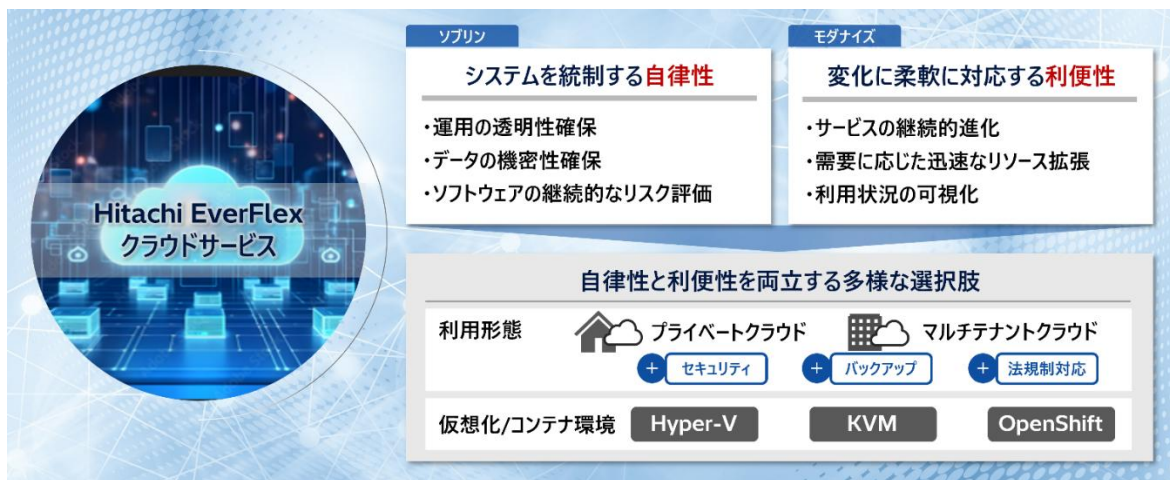 Hitachi EverFlex
クラウドサービス
ソブリン
システムを統制する自律性
・運用の透明性確保
・データの機密性確保
・ソフトウェアの継続的なリスク評価
モダナイズ
変化に柔軟に対応する利便性
・サービスの継続的進化
・需要に応じた迅速なリソース拡張
・利用状況の可視化
自律性と利便性を両立する多様な選択肢
利用形態 プライベートクラウド マルチテナントクラウド
+ セキュリティ + バックアップ + 法規制対応
仮想化/コンテナ環境 Hyper-V KVM OpenShift